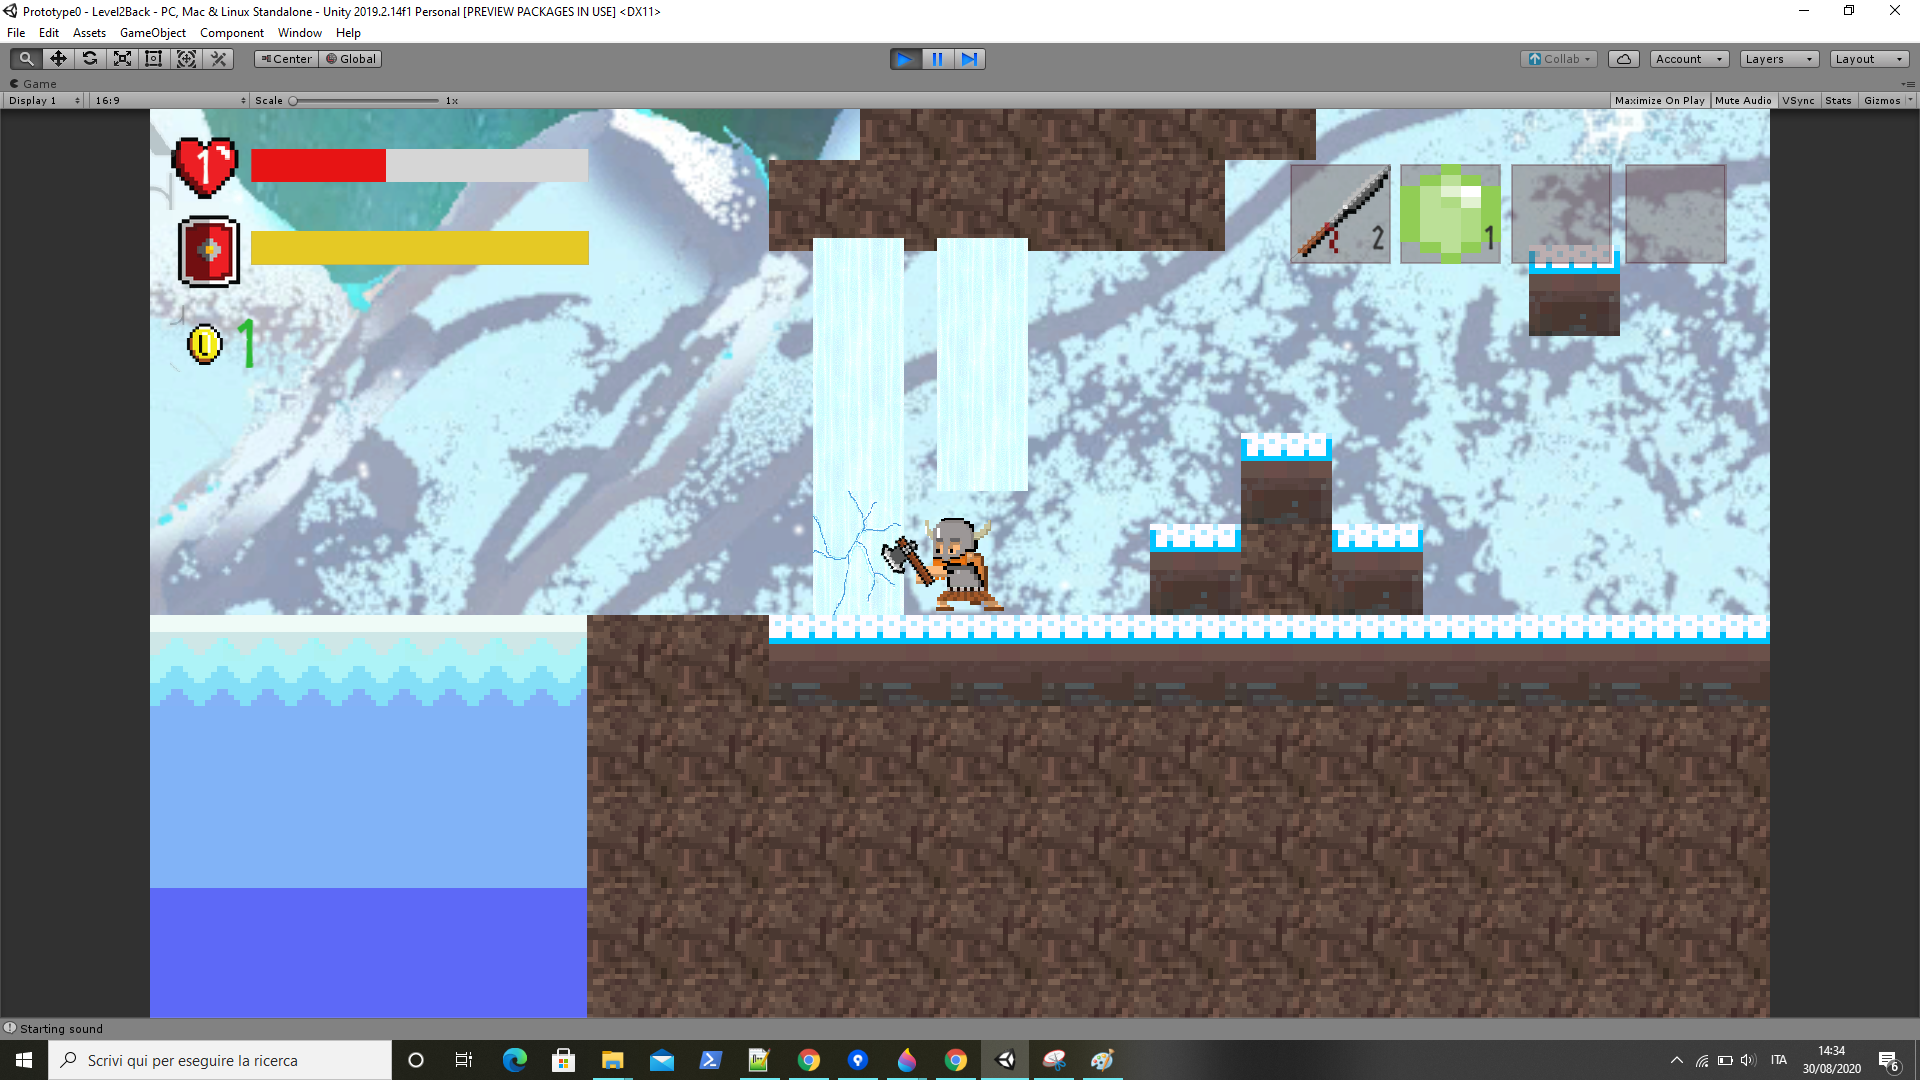 Prototype0 - Level2Back - PC, Mac & Linux Standalone - Unity 2019.2.14f1 Personal [PREVIEW PACKAGES IN USE] <DX11>
File Edit Assets GameObject Component Window Help
Center Global Collab Account Layers Layout
Game
Display 1 16:9 Scale 1x Maximize On Play Mute Audio VSync Stats Gizmos
1
2 1
1
Starting sound
Scrivi qui per eseguire la ricerca
ITA
14:34
30/08/2020
6